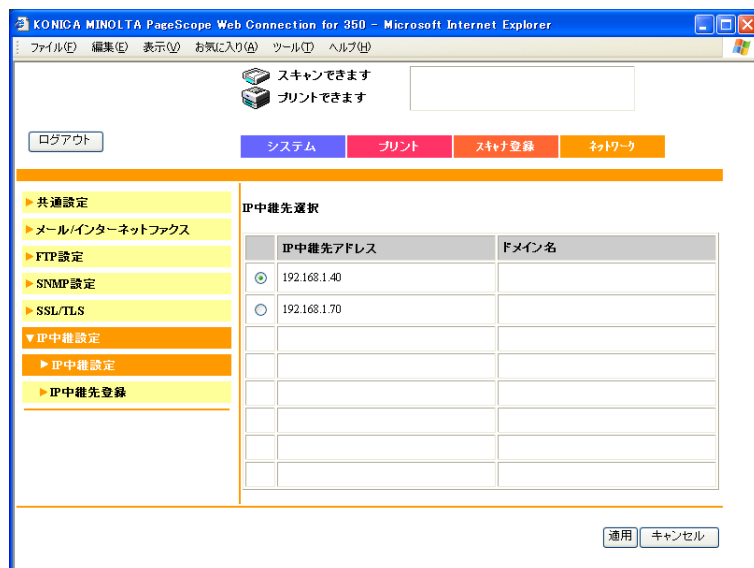 KONICA MINOLTA PageScope Web Connection for 350 - Microsoft Internet Explorer
ファイル(F) 編集(E) 表示(V) お気に入り(A) ツール(T) ヘルプ(H)
スキャンできます
プリントできます
ログアウト
システム プリント スキャナ登録 ネットワーク
共通設定
メール/インターネットファクス
FTP設定
SNMP設定
SSL/TLS
IP中継設定
IP中継設定
IP中継先登録
IP中継先選択
IP中継先アドレス ドメイン名
192.168.1.40
192.168.1.70
適用 キャンセル